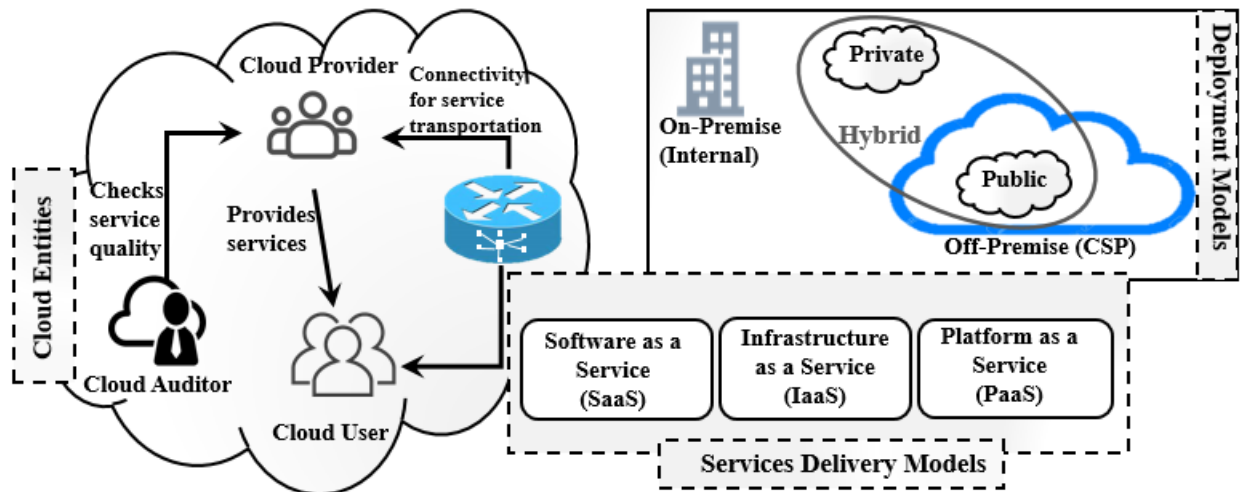 Cloud Entities
Cloud Provider
Connectivity
for service
transportation
Checks
service
quality
Provides
services
Cloud Auditor
Cloud User
On-Premise
(Internal)
Private
Hybrid
Public
Off-Premise (CSP)
Deployment Models
Software as a
Service
(SaaS)
Infrastructure
as a Service
(IaaS)
Platform as a
Service
(PaaS)
Services Delivery Models